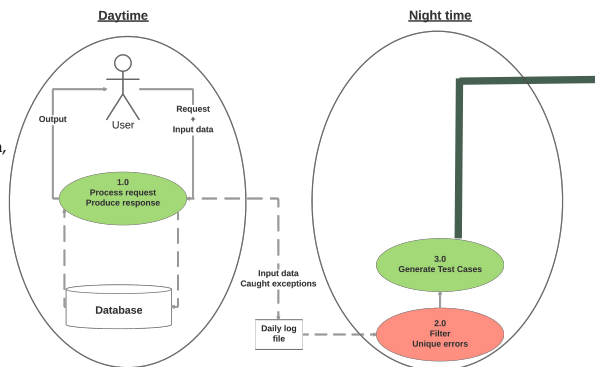 Daytime
Night time
Output
Request
+
Input data
User
1.0
Process request
Produce response
Input data
Caught exceptions
Database
Daily log
file
3.0
Generate Test Cases
2.0
Filter
Unique errors